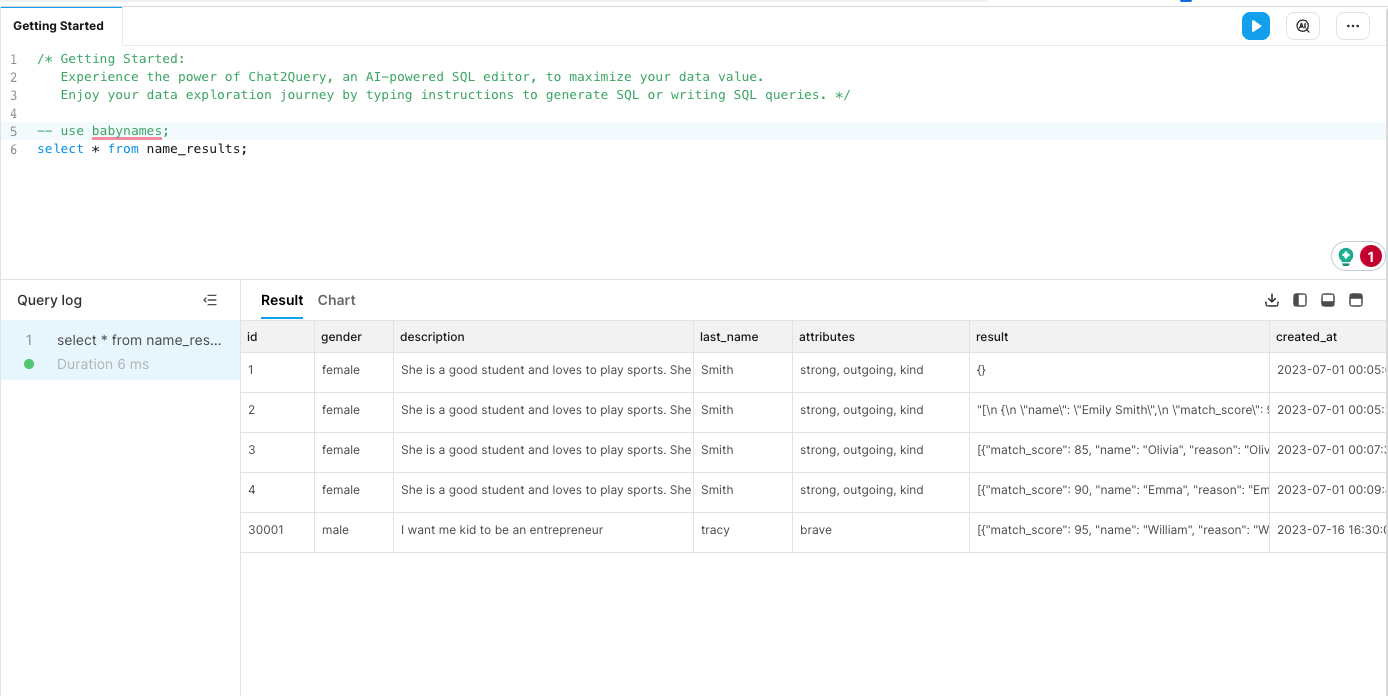 Getting Started
AI
1 /* Getting Started:
2 Experience the power of Chat2Query, an AI-powered SQL editor, to maximize your data value.
3 Enjoy your data exploration journey by typing instructions to generate SQL or writing SQL queries. */
4
5 -- use babynames;
6 select * from name_results;
1
Query log
1 select * from name_res...
Duration 6 ms
Result Chart
id gender description last_name attributes result created_at
1 female She is a good student and loves to play sports. She Smith strong, outgoing, kind {} 2023-07-01 00:05:
2 female She is a good student and loves to play sports. She Smith strong, outgoing, kind "[\n {\n \"name\": \"Emily Smith\",\n \"match_score\": 2023-07-01 00:05:
3 female She is a good student and loves to play sports. She Smith strong, outgoing, kind [{"match_score": 85, "name": "Olivia", "reason": "Oliv 2023-07-01 00:07:
4 female She is a good student and loves to play sports. She Smith strong, outgoing, kind [{"match_score": 90, "name": "Emma", "reason": "Em 2023-07-01 00:09:
30001 male I want me kid to be an entrepreneur tracy brave [{"match_score": 95, "name": "William", "reason": "W 2023-07-16 16:30: